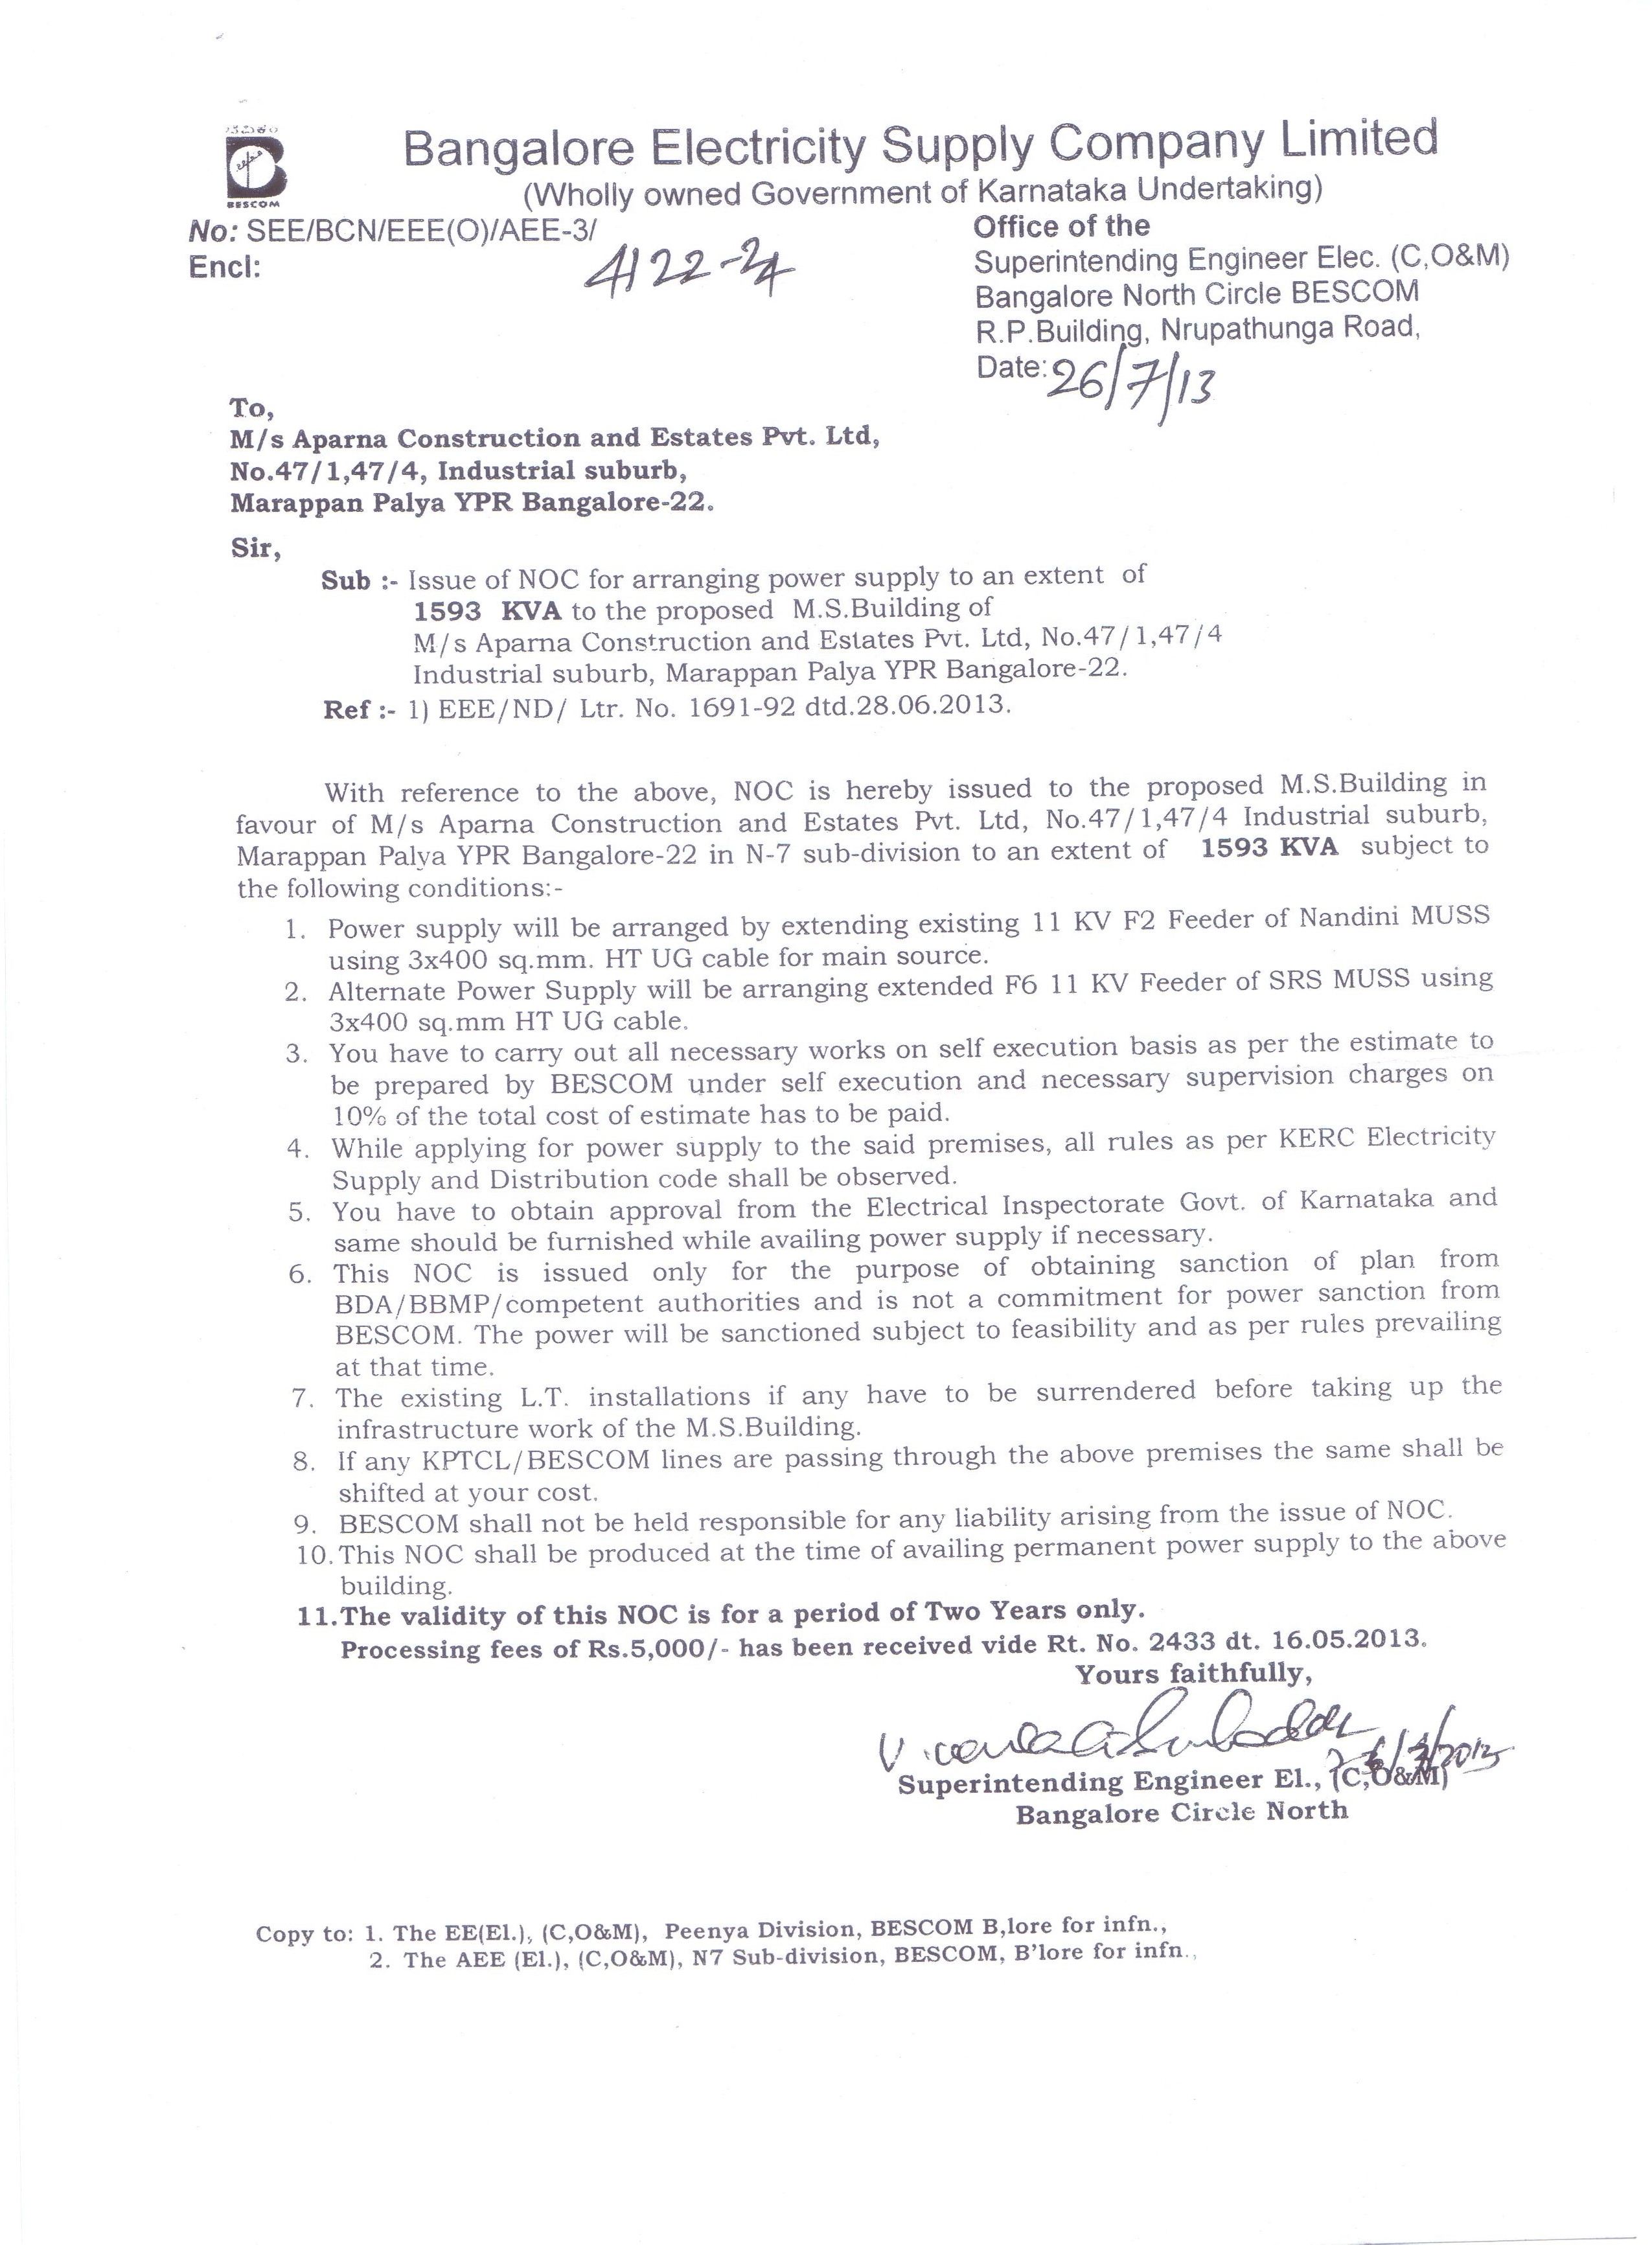 BESCOM
Bangalore Electricity Supply Company Limited
(Wholly owned Government of Karnataka Undertaking)
No: SEE/BCN/EEE(O)/AEE-3/
4122-24
Encl:
Office of the
Superintending Engineer Elec. (C,O&M)
Bangalore North Circle BESCOM
R.P.Building, Nrupathunga Road,
Date: 26/7/13
To,
M/s Aparna Construction and Estates Pvt. Ltd,
No.47/1,47/4, Industrial suburb,
Marappan Palya YPR Bangalore-22.
Sir,
Sub :- Issue of NOC for arranging power supply to an extent of
1593 KVA to the proposed M.S.Building of
M/s Aparna Construction and Estates Pvt. Ltd, No.47/1,47/4
Industrial suburb, Marappan Palya YPR Bangalore-22.
Ref :- 1) EEE/ND/ Ltr. No. 1691-92 dtd.28.06.2013.
With reference to the above, NOC is hereby issued to the proposed M.S.Building in
favour of M/s Aparna Construction and Estates Pvt. Ltd, No.47/1,47/4 Industrial suburb,
Marappan Palya YPR Bangalore-22 in N-7 sub-division to an extent of 1593 KVA subject to
the following conditions:-
1. Power supply will be arranged by extending existing 11 KV F2 Feeder of Nandini MUSS
using 3x400 sq.mm. HT UG cable for main source.
2. Alternate Power Supply will be arranging extended F6 11 KV Feeder of SRS MUSS using
3x400 sq.mm HT UG cable.
3. You have to carry out all necessary works on self execution basis as per the estimate to
be prepared by BESCOM under self execution and necessary supervision charges on
10% of the total cost of estimate has to be paid.
4. While applying for power supply to the said premises, all rules as per KERC Electricity
Supply and Distribution code shall be observed.
5. You have to obtain approval from the Electrical Inspectorate Govt. of Karnataka and
same should be furnished while availing power supply if necessary.
6. This NOC is issued only for the purpose of obtaining sanction of plan from
BDA/BBMP/competent authorities and is not a commitment for power sanction from
BESCOM. The power will be sanctioned subject to feasibility and as per rules prevailing
at that time.
7. The existing L.T. installations if any have to be surrendered before taking up the
infrastructure work of the M.S.Building.
8. If any KPTCL/BESCOM lines are passing through the above premises the same shall be
shifted at your cost.
9. BESCOM shall not be held responsible for any liability arising from the issue of NOC.
10. This NOC shall be produced at the time of availing permanent power supply to the above
building.
11. The validity of this NOC is for a period of Two Years only.
Processing fees of Rs.5,000/- has been received vide Rt. No. 2433 dt. 16.05.2013.
Yours faithfully,
Superintending Engineer El., (C,O&M)
Bangalore Circle North
Copy to: 1. The EE(El.), (C,O&M), Peenya Division, BESCOM B,lore for infn.,
2. The AEE (El.), (C,O&M), N7 Sub-division, BESCOM, B'lore for infn.,